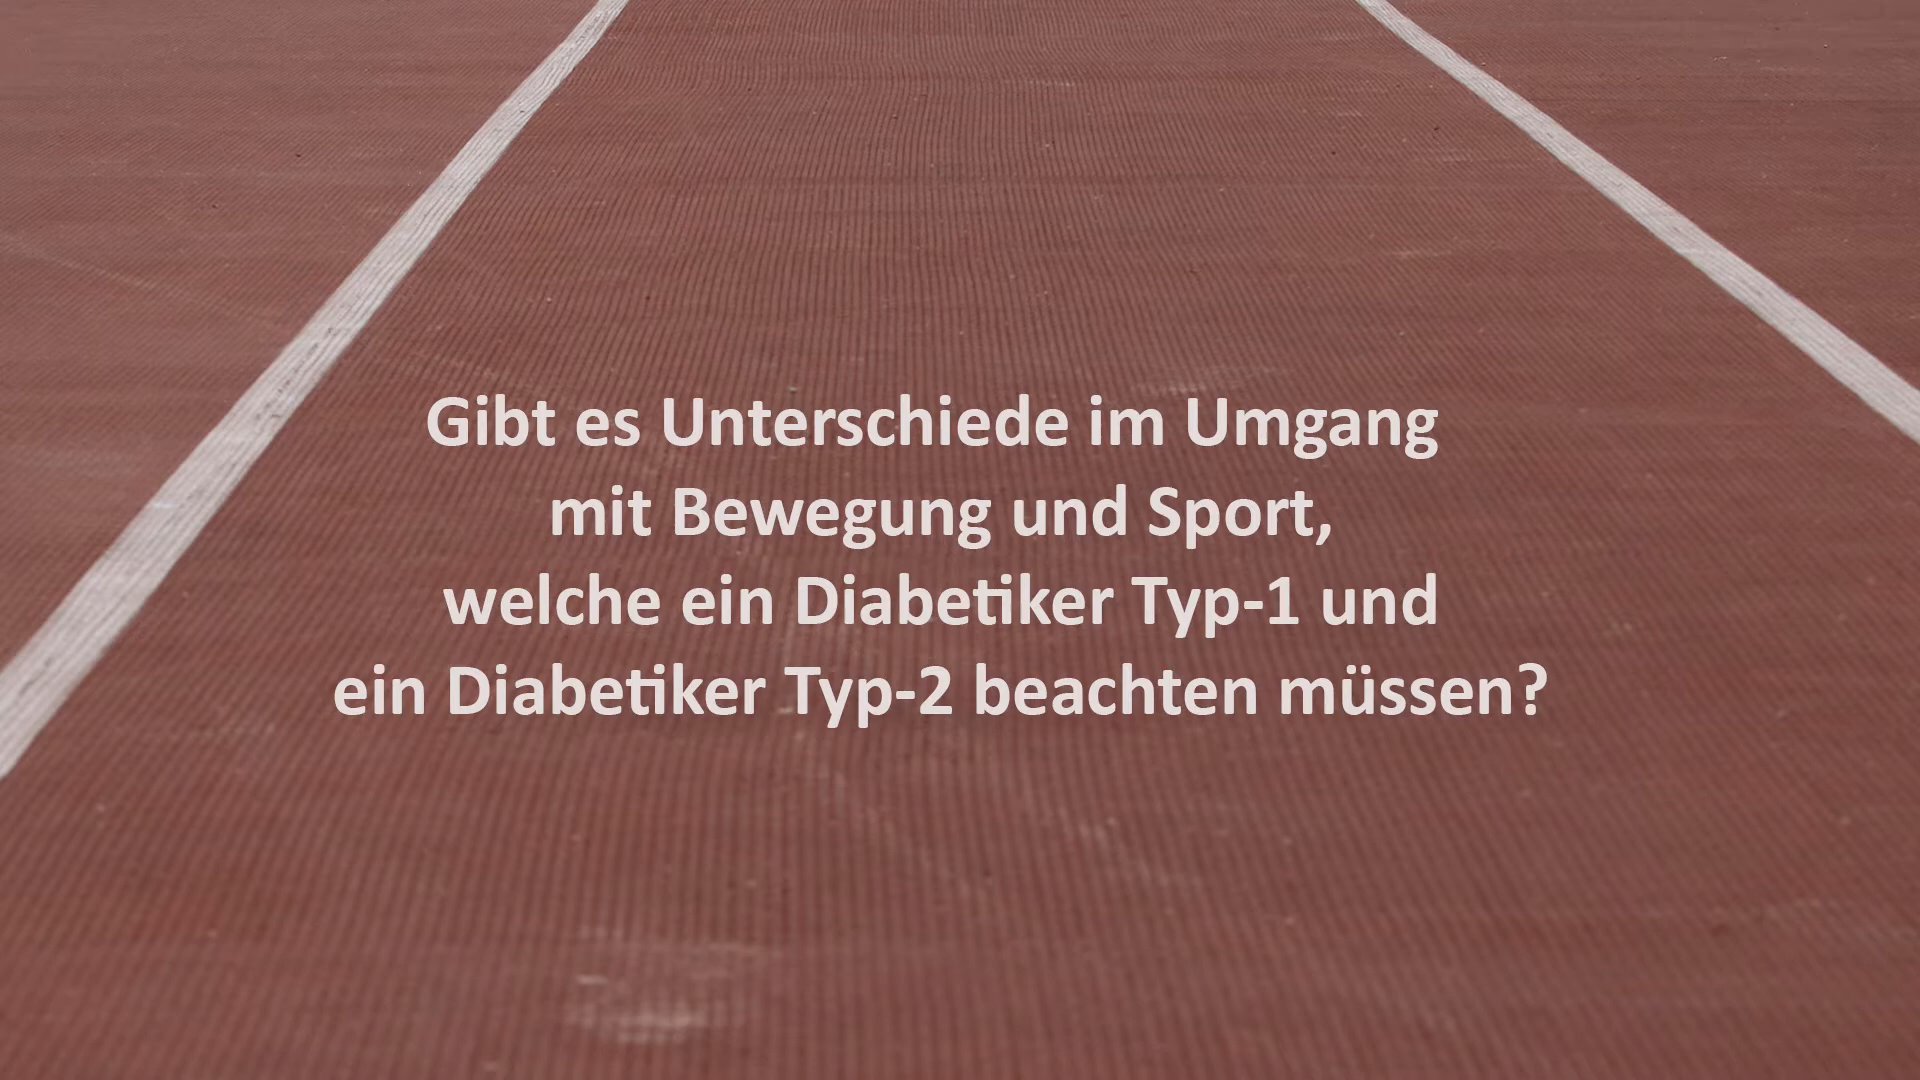 Gibt es Unterschiede im Umgang
mit Bewegung und Sport,
welche ein Diabetiker Typ-1 und
ein Diabetiker Typ-2 beachten müssen?